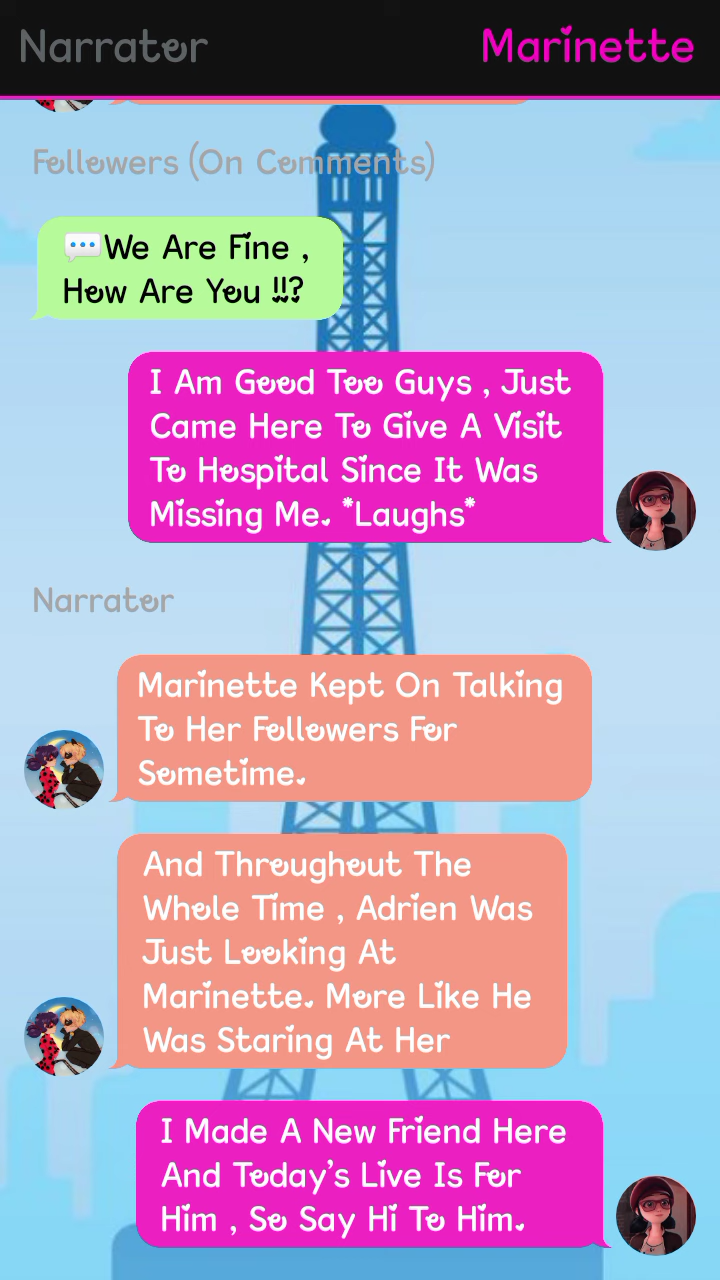 Narrator
Marinette
Followers (On Comments)
💬We Are Fine ,
How Are You !!?
I Am Good Too Guys , Just
Came Here To Give A Visit
To Hospital Since It Was
Missing Me. *Laughs*
Narrator
Marinette Kept On Talking
To Her Followers For
Sometime.
And Throughout The
Whole Time , Adrien Was
Just Looking At
Marinette. More Like He
Was Staring At Her
I Made A New Friend Here
And Today's Live Is For
Him , So Say Hi To Him.